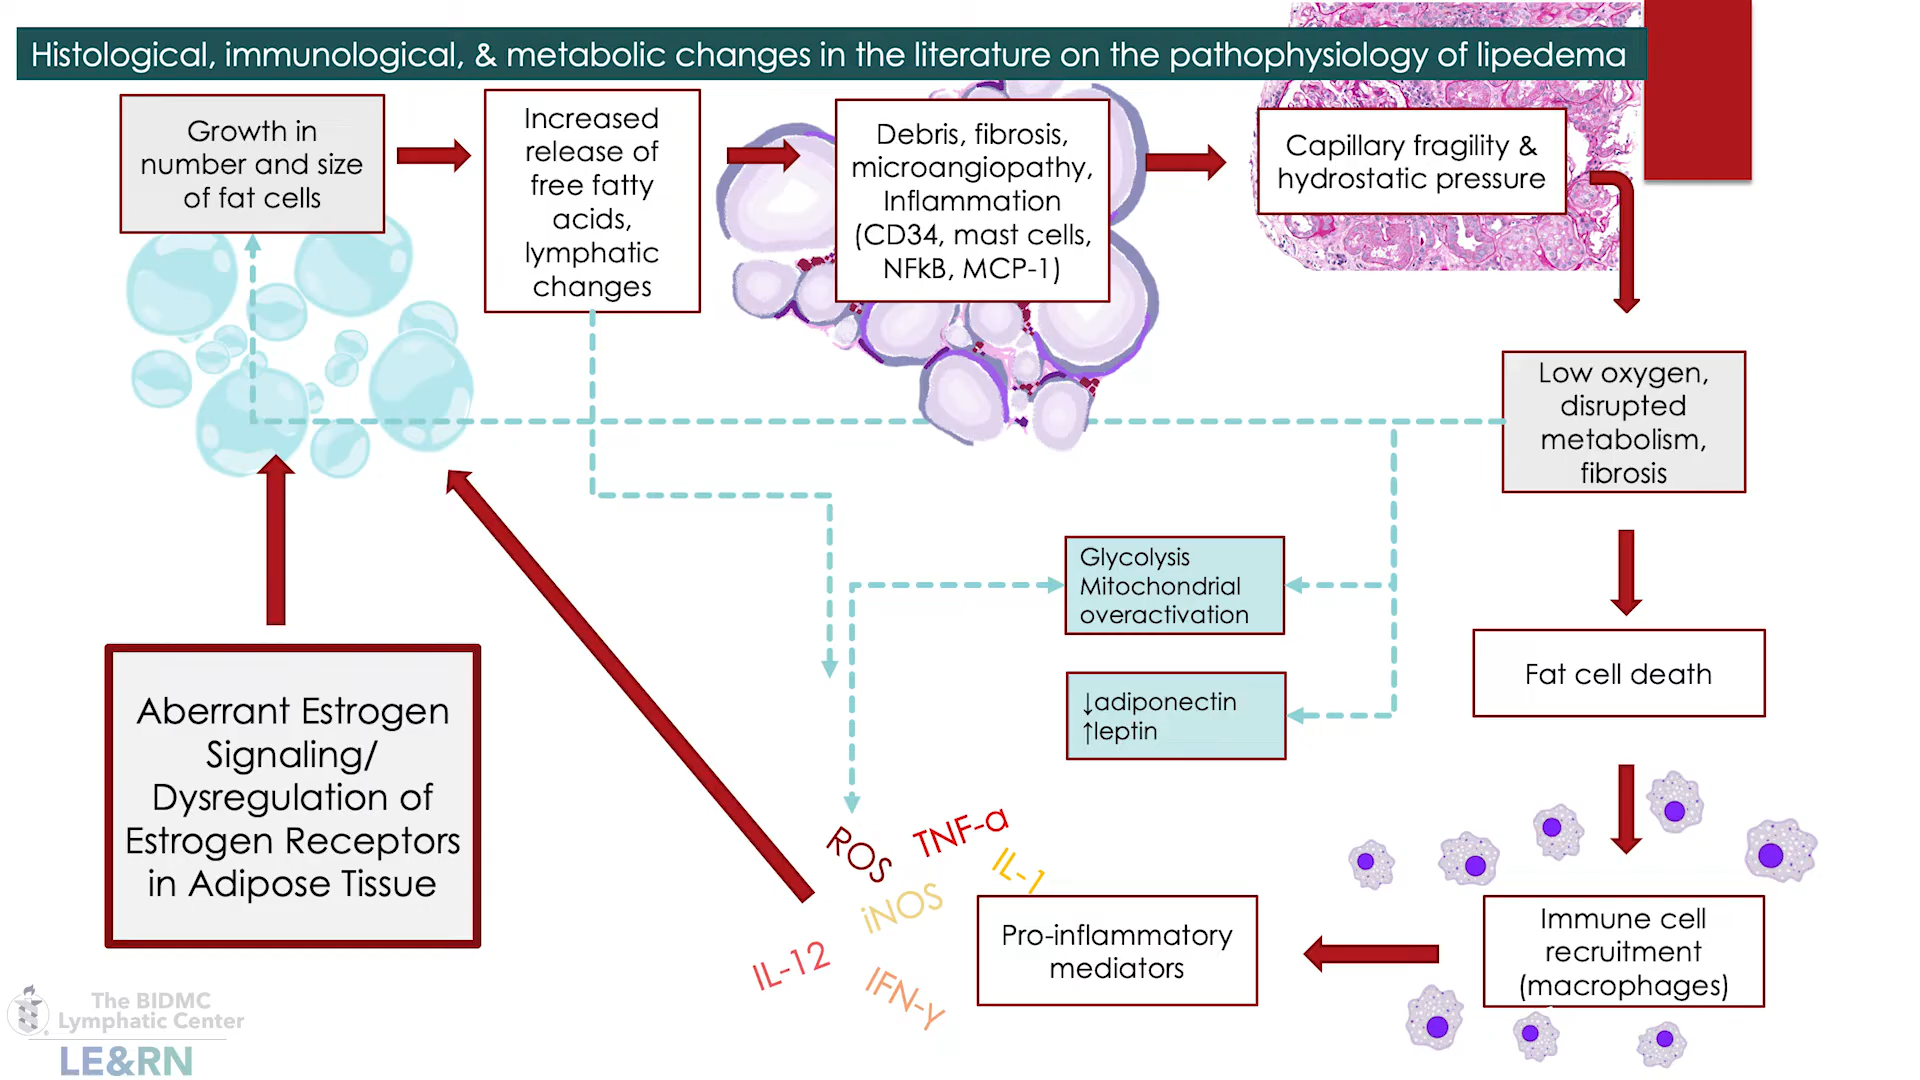 Histological, immunological, & metabolic changes in the literature on the pathophysiology of lipedema
Growth in
number and size
of fat cells
Increased
release of
free fatty
acids,
lymphatic
changes
Debris, fibrosis,
microangiopathy,
Inflammation
(CD34, mast cells,
NFkB, MCP-1)
Capillary fragility &
hydrostatic pressure
Low oxygen,
disrupted
metabolism,
fibrosis
Glycolysis
Mitochondrial
overactivation
↓adiponectin
↑leptin
Fat cell death
Aberrant Estrogen
Signaling/
Dysregulation of
Estrogen Receptors
in Adipose Tissue
ROS
TNF-α
IL-1
iNOS
IL-12
IFN-γ
Pro-inflammatory
mediators
Immune cell
recruitment
(macrophages)
The BIDMC
Lymphatic Center
LE&RN